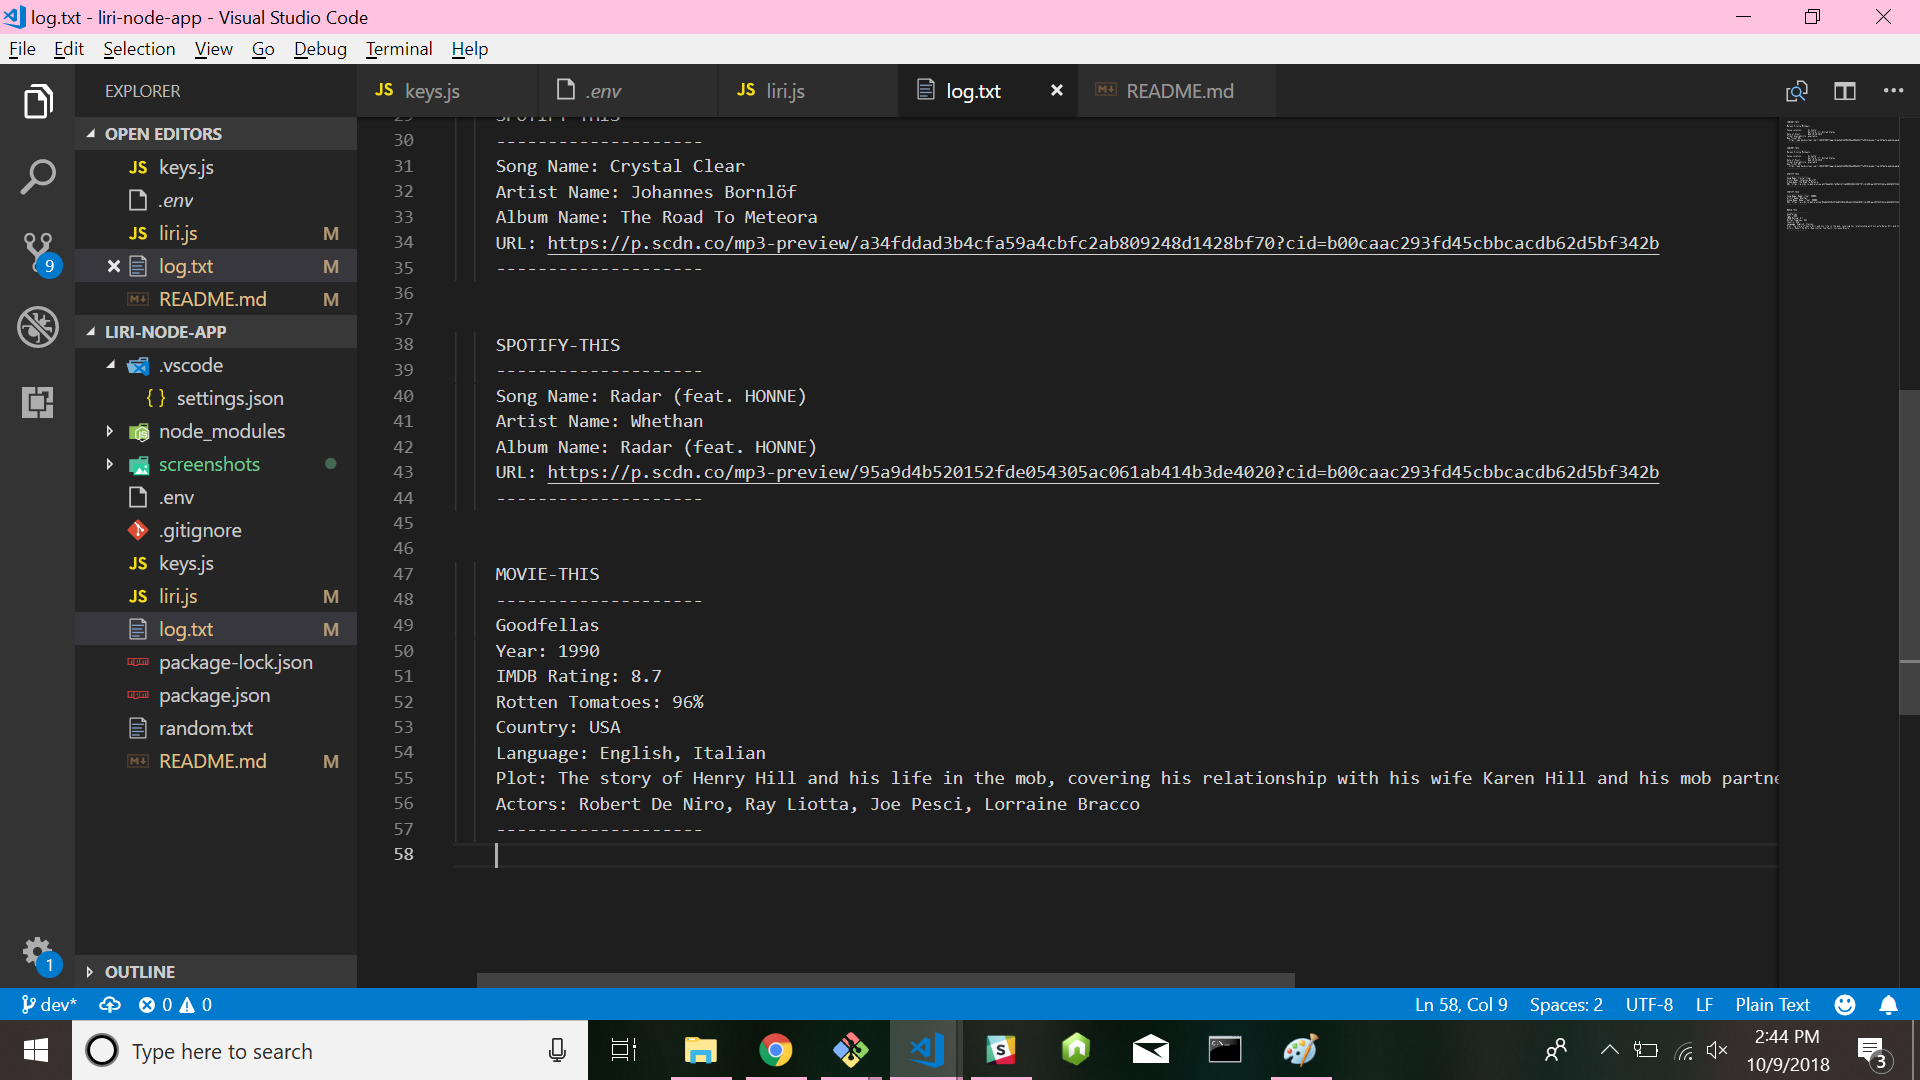 log.txt - liri-node-app - Visual Studio Code
File Edit Selection View Go Debug Terminal Help
EXPLORER
OPEN EDITORS
JS keys.js
.env
JS liri.js M
log.txt M
README.md M
LIRI-NODE-APP
.vscode
{ } settings.json
node_modules
screenshots
.env
.gitignore
JS keys.js
JS liri.js M
log.txt M
package-lock.json
package.json
random.txt
README.md M
OUTLINE
9
1
JS keys.js .env JS liri.js log.txt README.md
29 SPOTIFY-THIS
30 --------------------
31 Song Name: Crystal Clear
32 Artist Name: Johannes Bornlöf
33 Album Name: The Road To Meteora
34 URL: https://p.scdn.co/mp3-preview/a34fddad3b4cfa59a4cbfc2ab809248d1428bf70?cid=b00caac293fd45cbbcacdb62d5bf342b
35 --------------------
36
37
38 SPOTIFY-THIS
39 --------------------
40 Song Name: Radar (feat. HONNE)
41 Artist Name: Whethan
42 Album Name: Radar (feat. HONNE)
43 URL: https://p.scdn.co/mp3-preview/95a9d4b520152fde054305ac061ab414b3de4020?cid=b00caac293fd45cbbcacdb62d5bf342b
44 --------------------
45
46
47 MOVIE-THIS
48 --------------------
49 Goodfellas
50 Year: 1990
51 IMDB Rating: 8.7
52 Rotten Tomatoes: 96%
53 Country: USA
54 Language: English, Italian
55 Plot: The story of Henry Hill and his life in the mob, covering his relationship with his wife Karen Hill and his mob partne
56 Actors: Robert De Niro, Ray Liotta, Joe Pesci, Lorraine Bracco
57 --------------------
58
dev* 0 0 Ln 58, Col 9 Spaces: 2 UTF-8 LF Plain Text
Type here to search
2:44 PM
10/9/2018
3